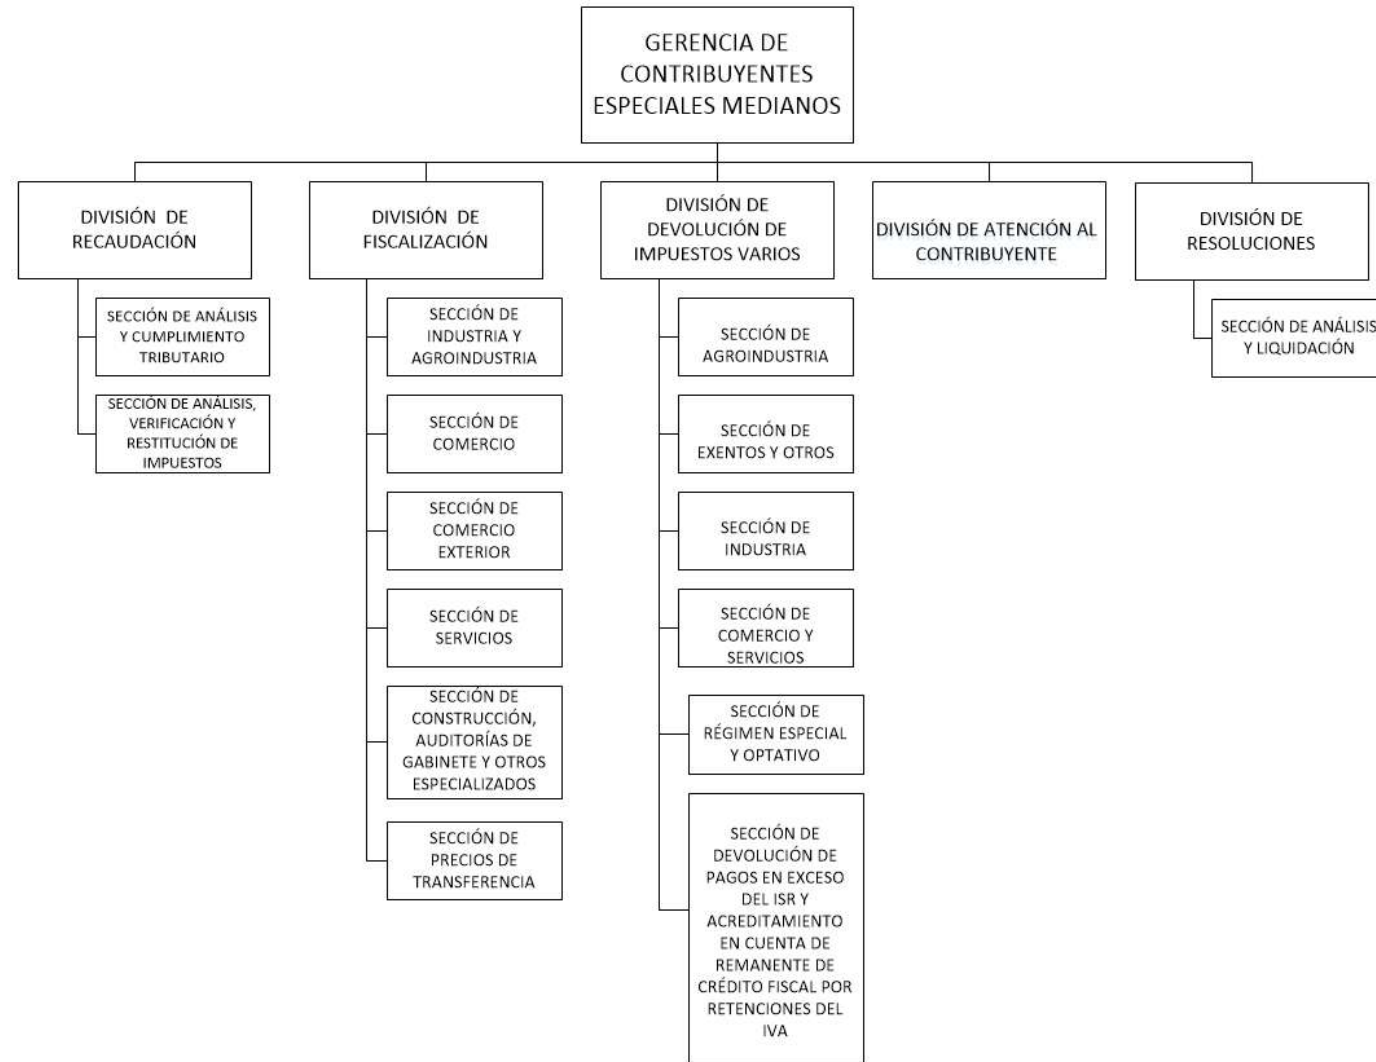 GERENCIA DE
CONTRIBUYENTES
ESPECIALES MEDIANOS
DIVISIÓN DE
RECAUDACIÓN
SECCIÓN DE ANÁLISIS
Y CUMPLIMIENTO
TRIBUTARIO
SECCIÓN DE ANÁLISIS,
VERIFICACIÓN Y
RESTITUCIÓN DE
IMPUESTOS
DIVISIÓN DE
FISCALIZACIÓN
SECCIÓN DE
INDUSTRIA Y
AGROINDUSTRIA
SECCIÓN DE
COMERCIO
SECCIÓN DE
COMERCIO
EXTERIOR
SECCIÓN DE
SERVICIOS
SECCIÓN DE
CONSTRUCCIÓN,
AUDITORÍAS DE
GABINETE Y OTROS
ESPECIALIZADOS
SECCIÓN DE
PRECIOS DE
TRANSFERENCIA
DIVISIÓN DE
DEVOLUCIÓN DE
IMPUESTOS VARIOS
SECCIÓN DE
AGROINDUSTRIA
SECCIÓN DE
EXENTOS Y OTROS
SECCIÓN DE
INDUSTRIA
SECCIÓN DE
COMERCIO Y
SERVICIOS
SECCIÓN DE
RÉGIMEN ESPECIAL
Y OPTATIVO
SECCIÓN DE
DEVOLUCIÓN DE
PAGOS EN EXCESO
DEL ISR Y
ACREDITAMIENTO
EN CUENTA DE
REMANENTE DE
CRÉDITO FISCAL POR
RETENCIONES DEL
IVA
DIVISIÓN DE ATENCIÓN AL
CONTRIBUYENTE
DIVISIÓN DE
RESOLUCIONES
SECCIÓN DE ANÁLISIS
Y LIQUIDACIÓN